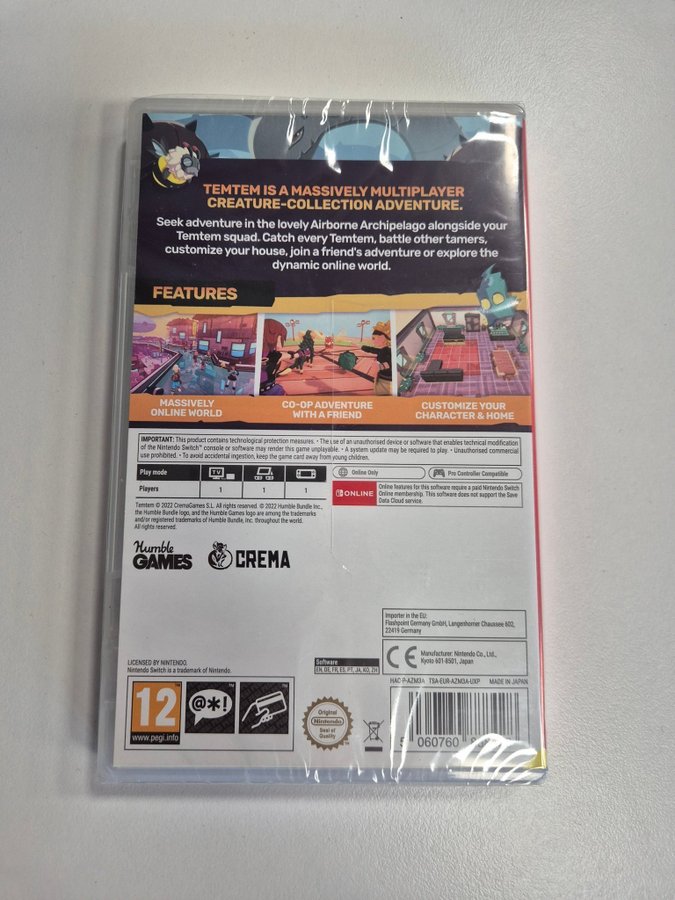 TEMTEM IS A MASSIVELY MULTIPLAYER
CREATURE-COLLECTION ADVENTURE.
Seek adventure in the lovely Airborne Archipelago alongside your
Temtem squad. Catch every Temtem, battle other tamers,
customize your house, join a friend's adventure or explore the
dynamic online world.
FEATURES
MASSIVELY
ONLINE WORLD
CO-OP ADVENTURE
WITH A FRIEND
CUSTOMIZE YOUR
CHARACTER & HOME
IMPORTANT: This product contains technological protection measures. • The use of an unauthorised device or software that enables technical modification
of the Nintendo Switch™ console or software may render this game unplayable. • A system update may be required to play. • Unauthorised commercial
use prohibited. • To avoid accidental ingestion, keep the game card away from young children.
Play mode
TV
Players 1 1 1
Online Only
Pro Controller Compatible
ONLINE
Online features for this software require a paid Nintendo Switch
Online membership. This software does not support the Save
Data Cloud service.
Temtem © 2022 CremaGames S.L. All rights reserved. © 2022 Humble Bundle Inc.,
the Humble Bundle logo, and the Humble Games logo are among the trademarks
and/or registered trademarks of Humble Bundle, Inc. throughout the world.
All rights reserved.
Humble
GAMES
CREMA
Importer in the EU:
Flashpoint Germany GmbH, Langenhorner Chaussee 602,
22419 Germany
CE
Manufacturer: Nintendo Co., Ltd.,
Kyoto 601-8501, Japan
LICENSED BY NINTENDO.
Nintendo Switch is a trademark of Nintendo.
Software
EN, DE, FR, ES, PT, JA, KO, ZH
HAC-P-AZM3A TSA-EUR-AZM3A-UXP MADE IN JAPAN
12
www.pegi.info
@*!
Original
Nintendo
Seal of
Quality
5 060760